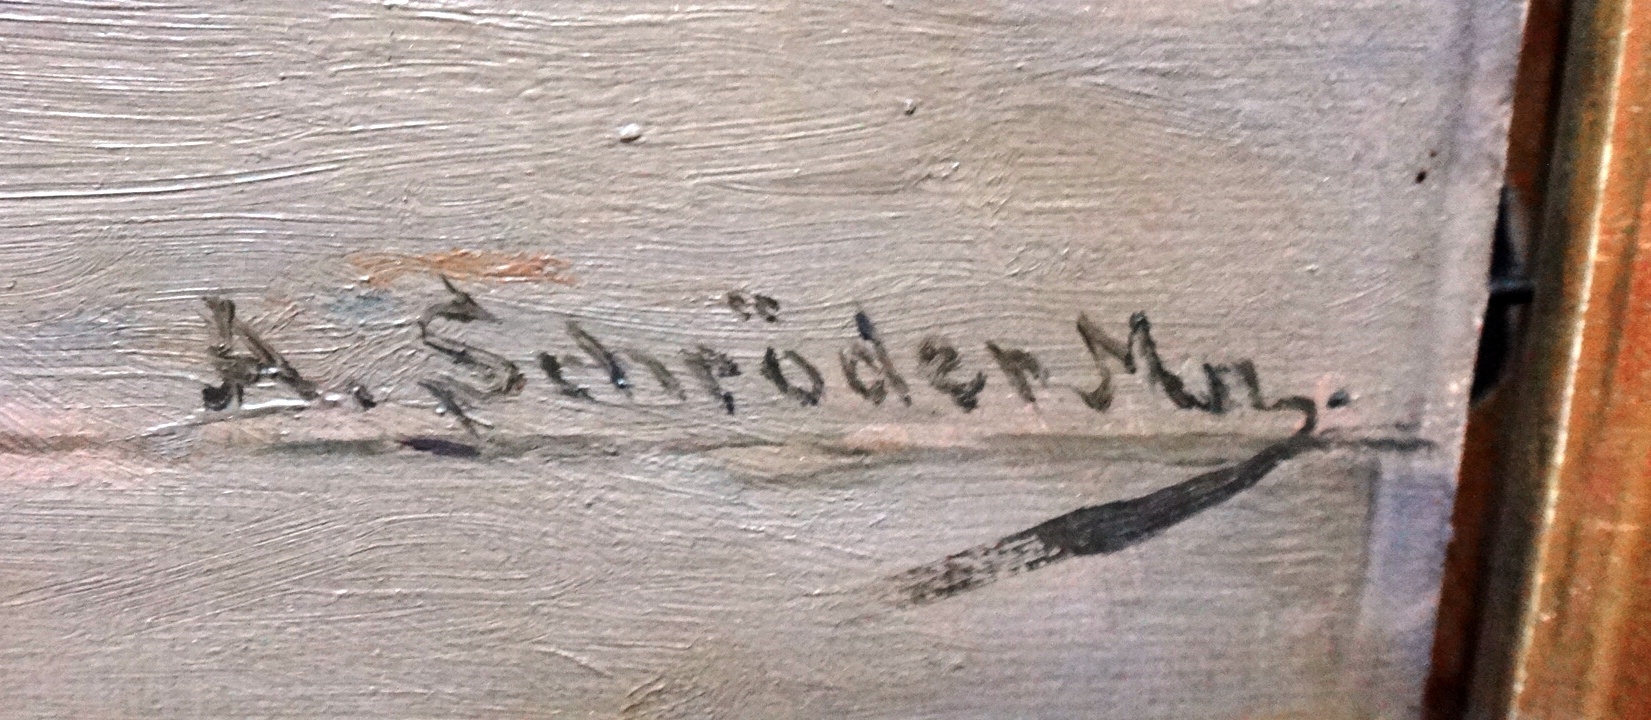 A. Schröder Mn.